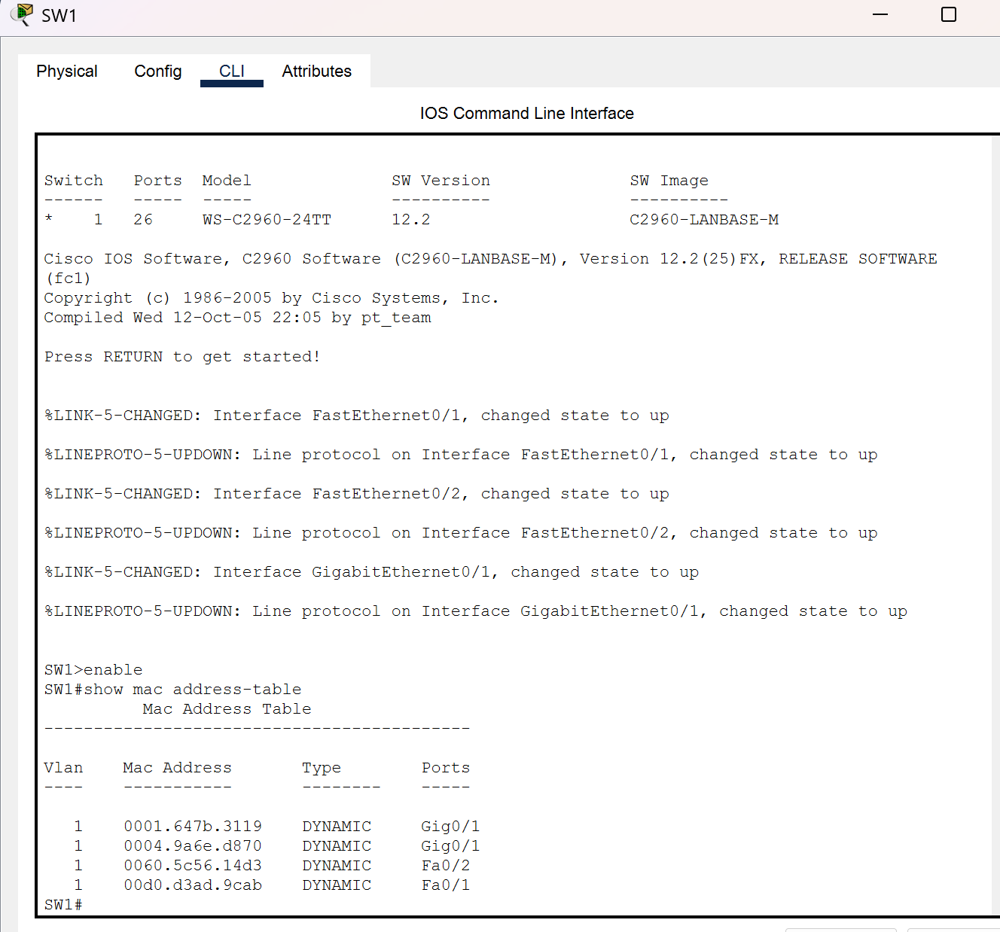 SW1
Physical Config CLI Attributes
IOS Command Line Interface
Switch Ports Model SW Version SW Image
------ ----- ----- ---------- ----------
* 1 26 WS-C2960-24TT 12.2 C2960-LANBASE-M
Cisco IOS Software, C2960 Software (C2960-LANBASE-M), Version 12.2(25)FX, RELEASE SOFTWARE
(fc1)
Copyright (c) 1986-2005 by Cisco Systems, Inc.
Compiled Wed 12-Oct-05 22:05 by pt_team
Press RETURN to get started!
%LINK-5-CHANGED: Interface FastEthernet0/1, changed state to up
%LINEPROTO-5-UPDOWN: Line protocol on Interface FastEthernet0/1, changed state to up
%LINK-5-CHANGED: Interface FastEthernet0/2, changed state to up
%LINEPROTO-5-UPDOWN: Line protocol on Interface FastEthernet0/2, changed state to up
%LINK-5-CHANGED: Interface GigabitEthernet0/1, changed state to up
%LINEPROTO-5-UPDOWN: Line protocol on Interface GigabitEthernet0/1, changed state to up
SW1>enable
SW1#show mac address-table
Mac Address Table
-------------------------------------------
Vlan Mac Address Type Ports
---- ----------- -------- -----
1 0001.647b.3119 DYNAMIC Gig0/1
1 0004.9a6e.d870 DYNAMIC Gig0/1
1 0060.5c56.14d3 DYNAMIC Fa0/2
1 00d0.d3ad.9cab DYNAMIC Fa0/1
SW1#